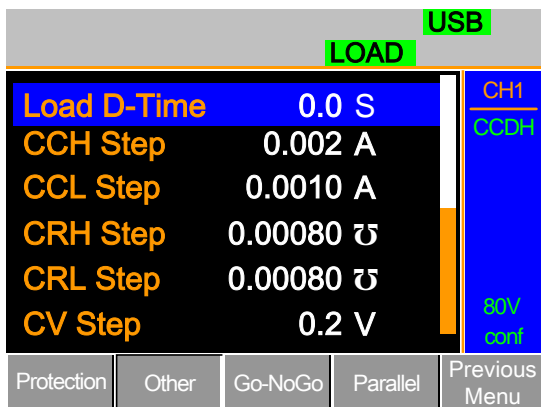 USB
LOAD
Load D-Time 0.0 S
CCH Step 0.002 A
CCL Step 0.0010 A
CRH Step 0.00080 ℧
CRL Step 0.00080 ℧
CV Step 0.2 V
CH1
CCDH
80V
conf
Protection Other Go-NoGo Parallel Previous
Menu